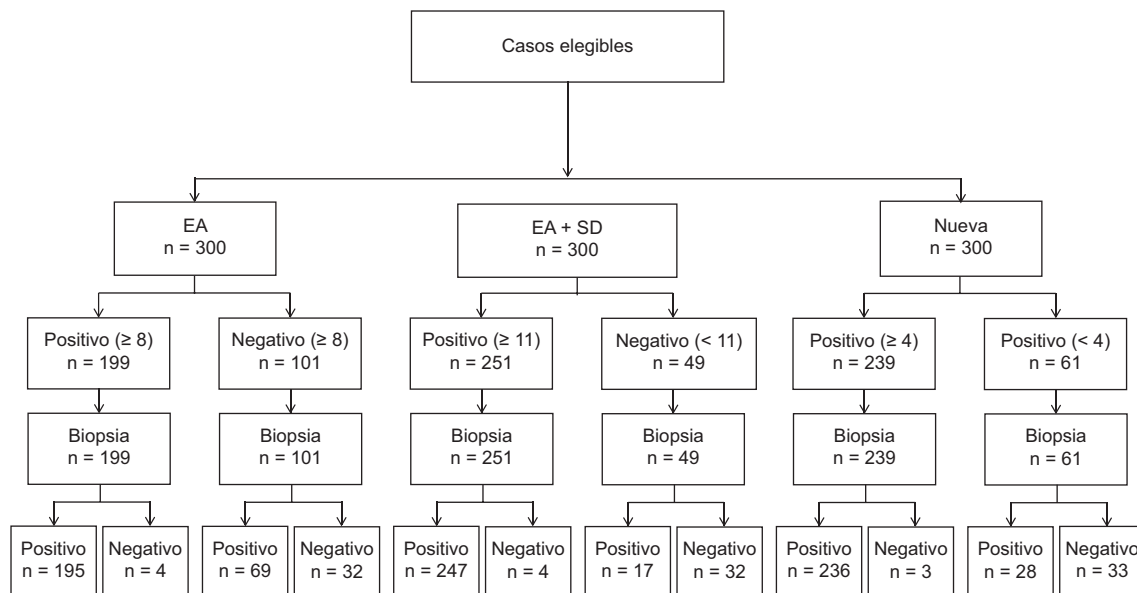 Casos elegibles
EA
n = 300
EA + SD
n = 300
Nueva
n = 300
Positivo (≥ 8)
n = 199
Negativo (≥ 8)
n = 101
Positivo (≥ 11)
n = 251
Negativo (< 11)
n = 49
Positivo (≥ 4)
n = 239
Positivo (< 4)
n = 61
Biopsia
n = 199
Biopsia
n = 101
Biopsia
n = 251
Biopsia
n = 49
Biopsia
n = 239
Biopsia
n = 61
Positivo
n = 195
Negativo
n = 4
Positivo
n = 69
Negativo
n = 32
Positivo
n = 247
Negativo
n = 4
Positivo
n = 17
Negativo
n = 32
Positivo
n = 236
Negativo
n = 3
Positivo
n = 28
Negativo
n = 33